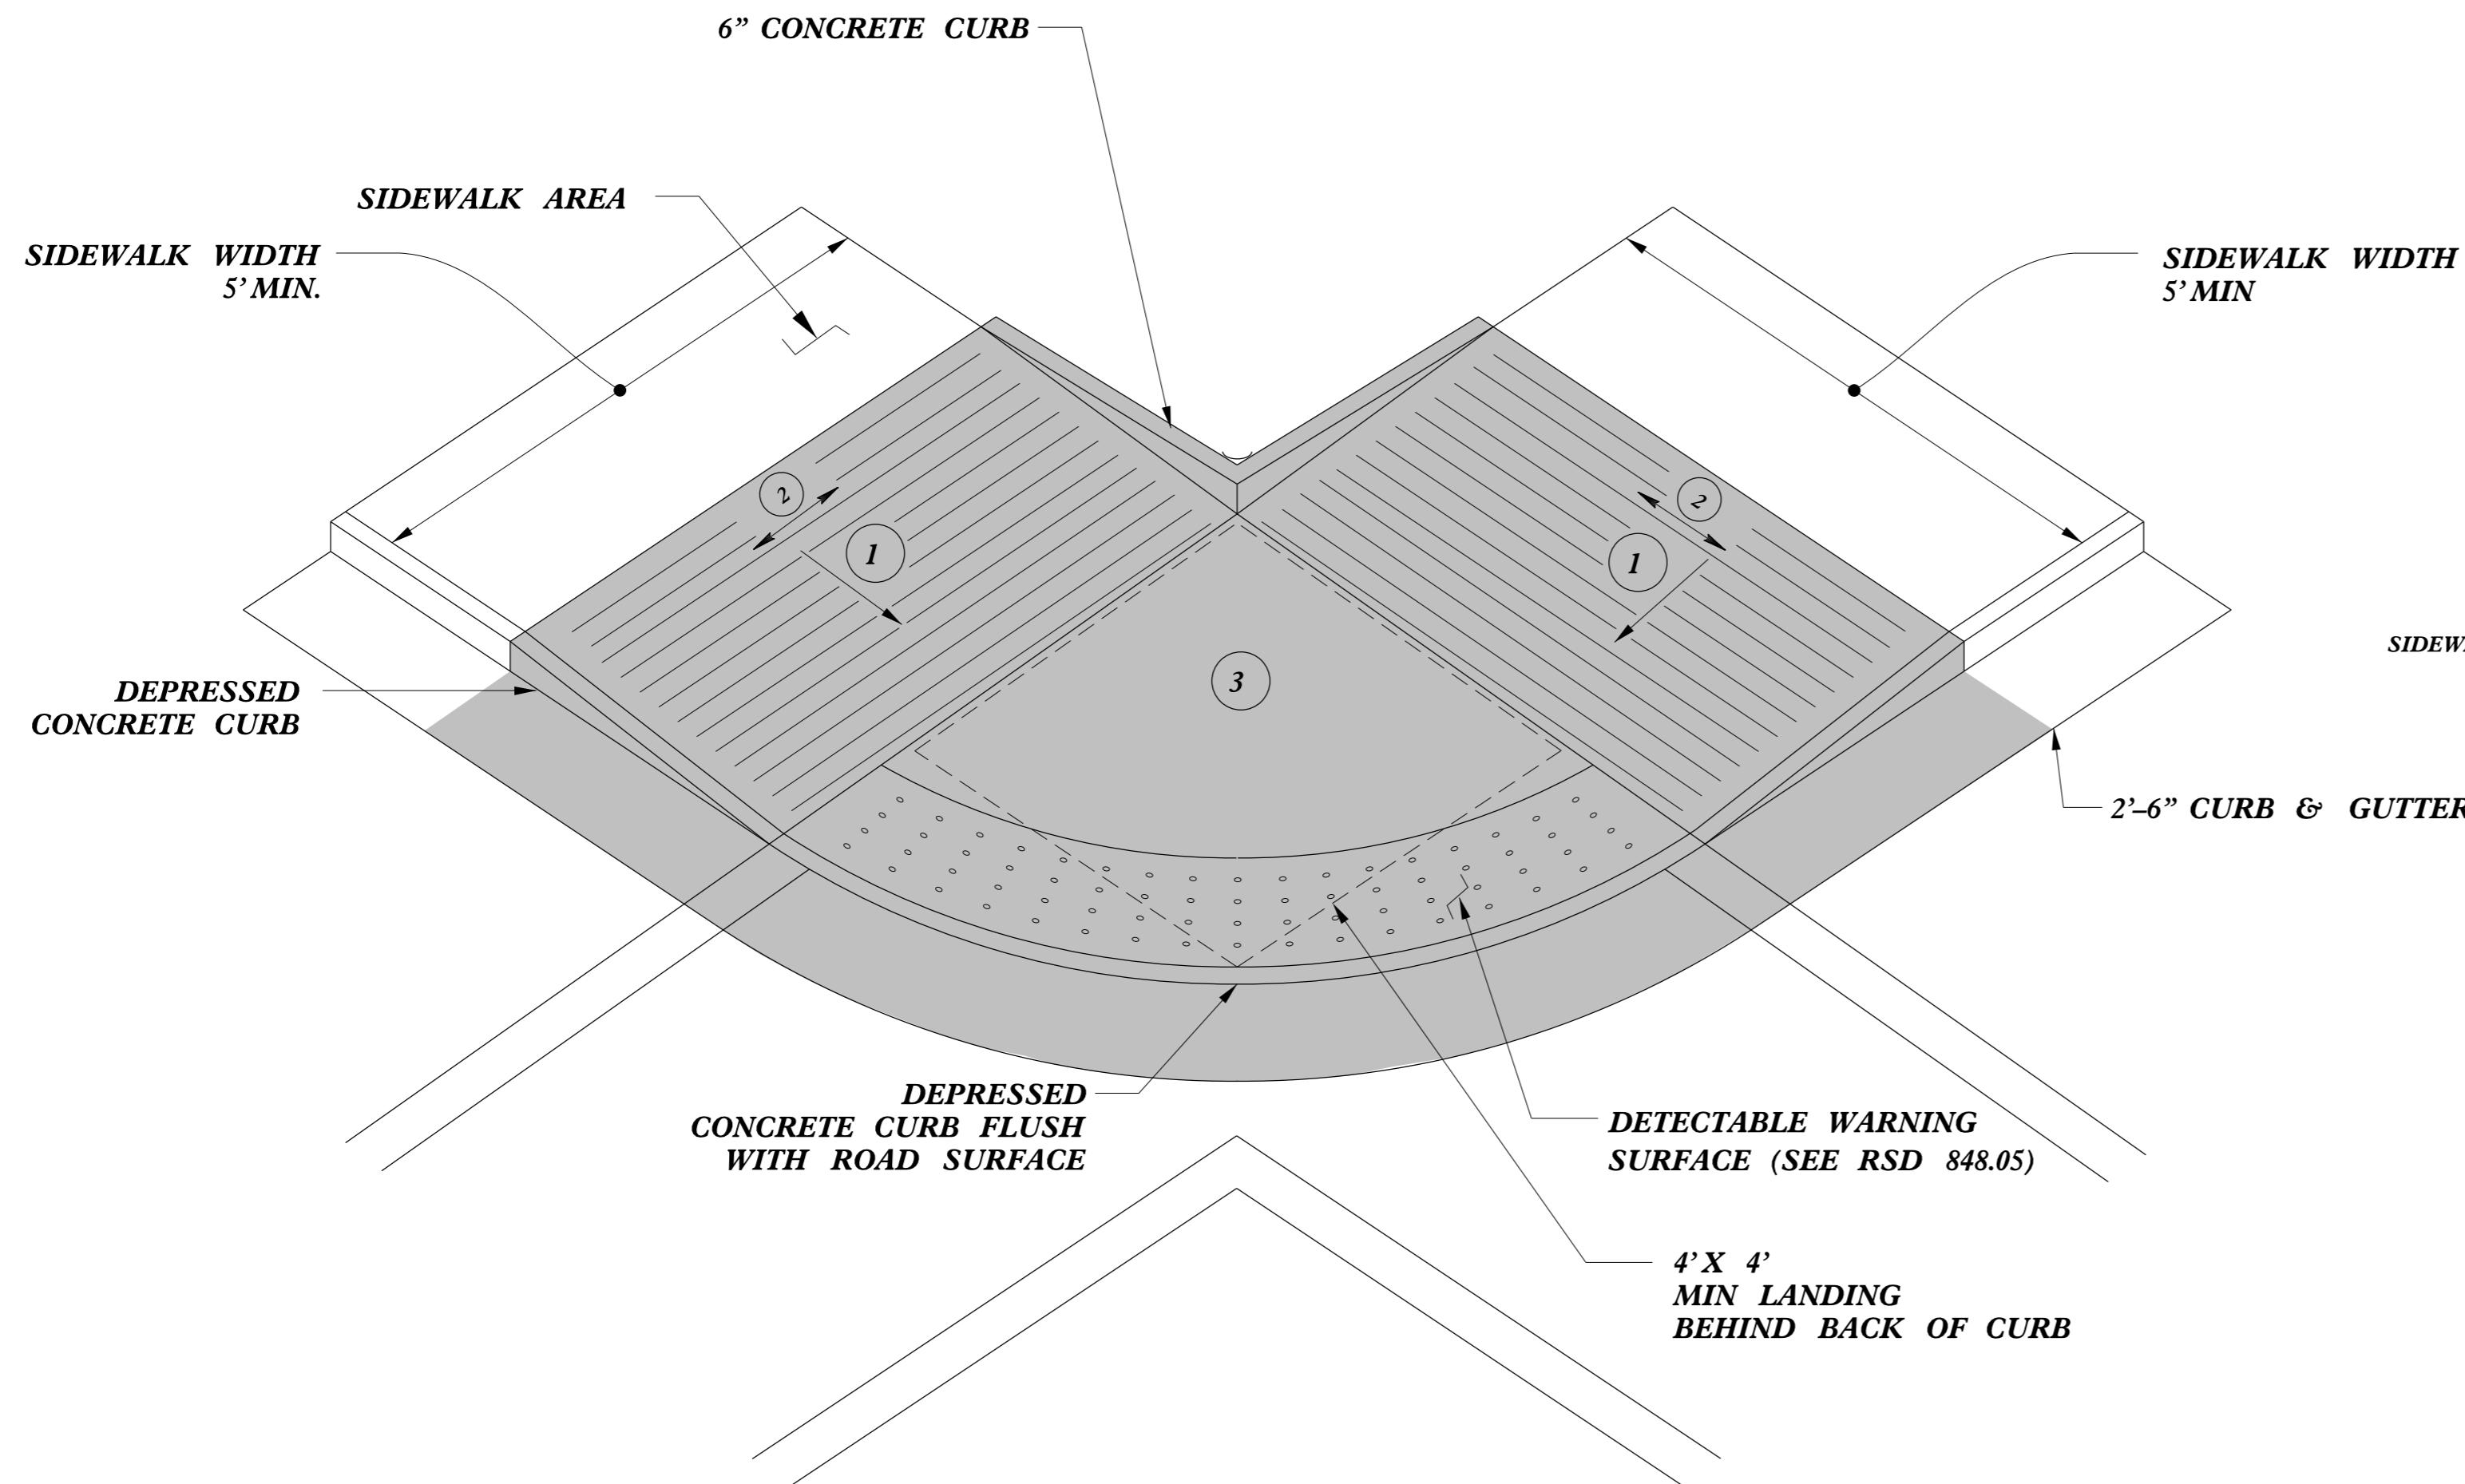 6” CONCRETE CURB
SIDEWALK AREA
SIDEWALK WIDTH
5’ MIN.
SIDEWALK WIDTH
5’ MIN
2
1
2
1
3
DEPRESSED
CONCRETE CURB
2’–6” CURB & GUTTER
DEPRESSED
CONCRETE CURB FLUSH
WITH ROAD SURFACE
DETECTABLE WARNING
SURFACE (SEE RSD 848.05)
4’ X 4’
MIN LANDING
BEHIND BACK OF CURB